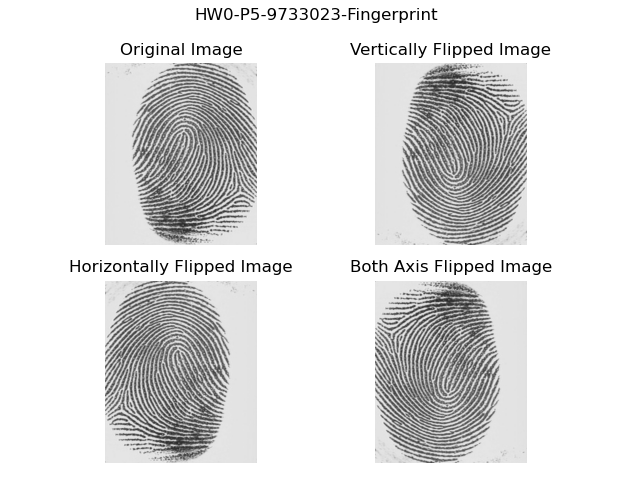 HW0-P5-9733023-Fingerprint
Original Image
Vertically Flipped Image
Horizontally Flipped Image
Both Axis Flipped Image